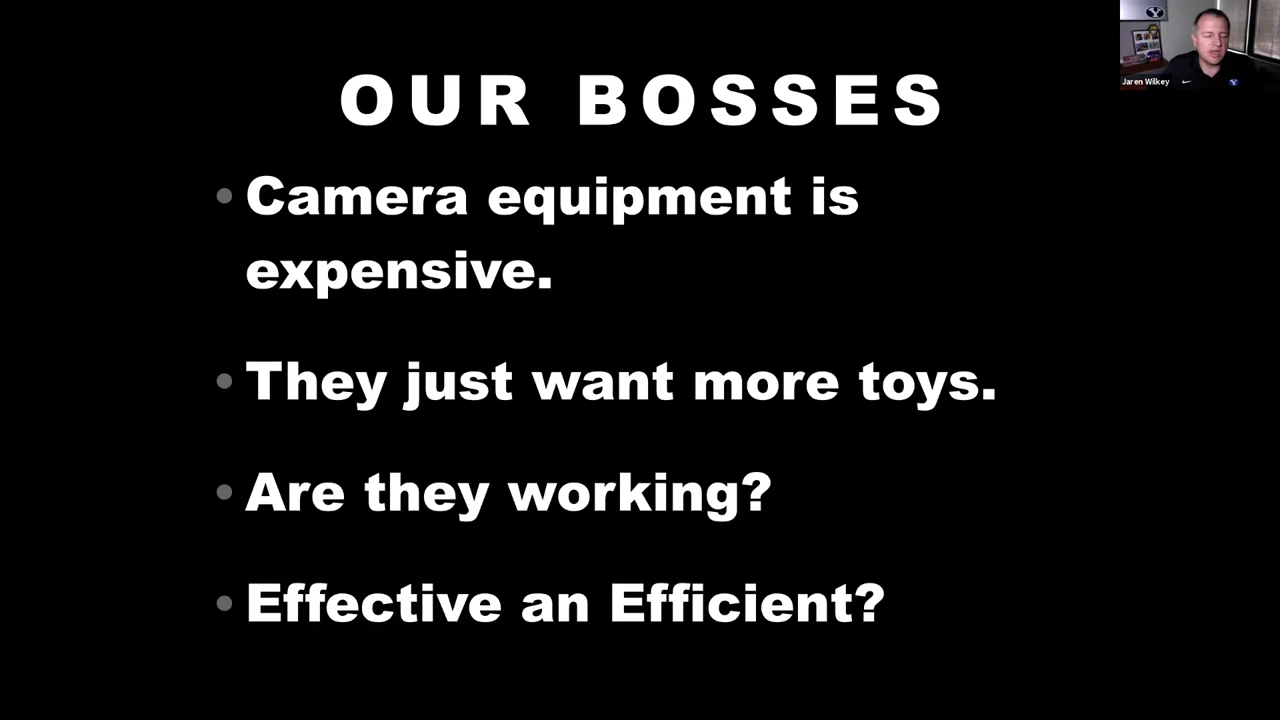 OUR BOSSES
• Camera equipment is
expensive.
• They just want more toys.
• Are they working?
• Effective an Efficient?
Jaren Wilkey